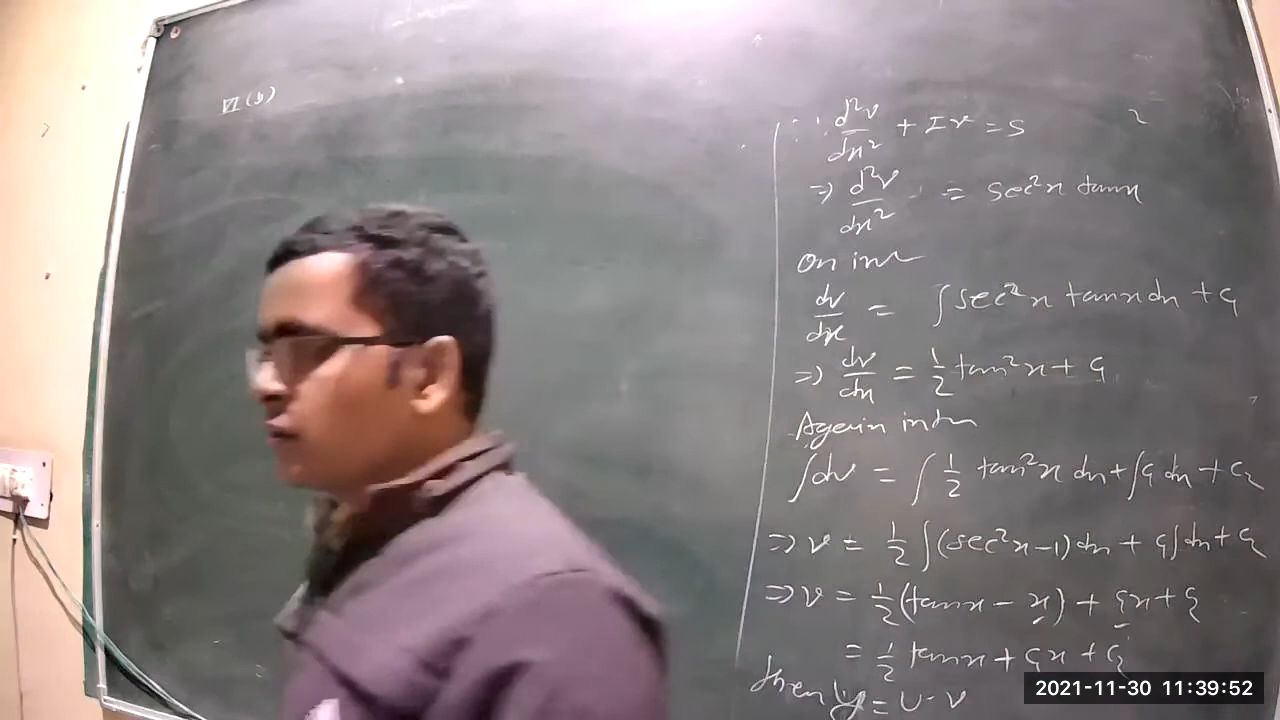 VI (b)
∴ d²v/dx² + Iv = S
⇒ d²v/dx² = sec²x tanx
On int
dv/dx = ∫sec²x tanx dx + C₁
⇒ dv/dx = 1/2 tan²x + C₁
Again int
∫dv = ∫ 1/2 tan²x dx + ∫C₁ dx + C₂
⇒ v = 1/2 ∫(sec²x-1)dx + C₁∫dx + C₂
⇒ v = 1/2 (tanx - x) + C₁x + C₂
= 1/2 tanx + C₁x + C₂
y = u·v
2021-11-30 11:39:52